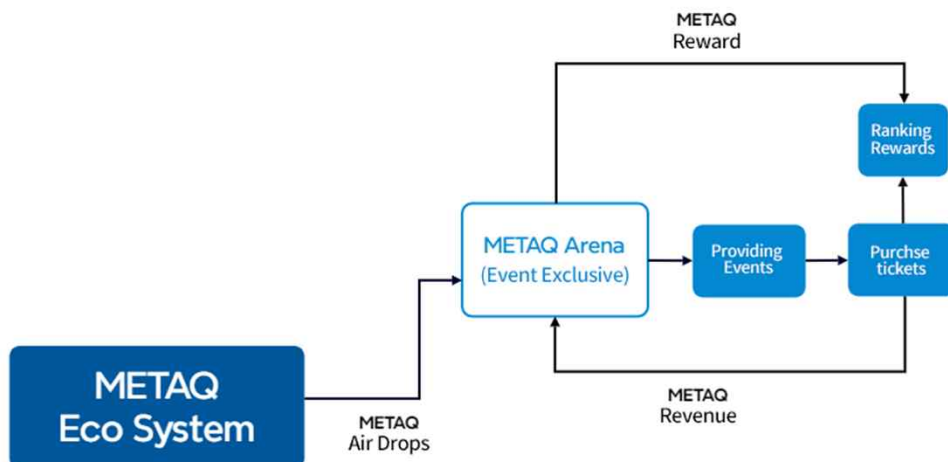 METAQ
Reward
Ranking
Rewards
METAQ Arena
(Event Exclusive)
Providing
Events
Purchse
tickets
METAQ
Eco System
METAQ
Air Drops
METAQ
Revenue